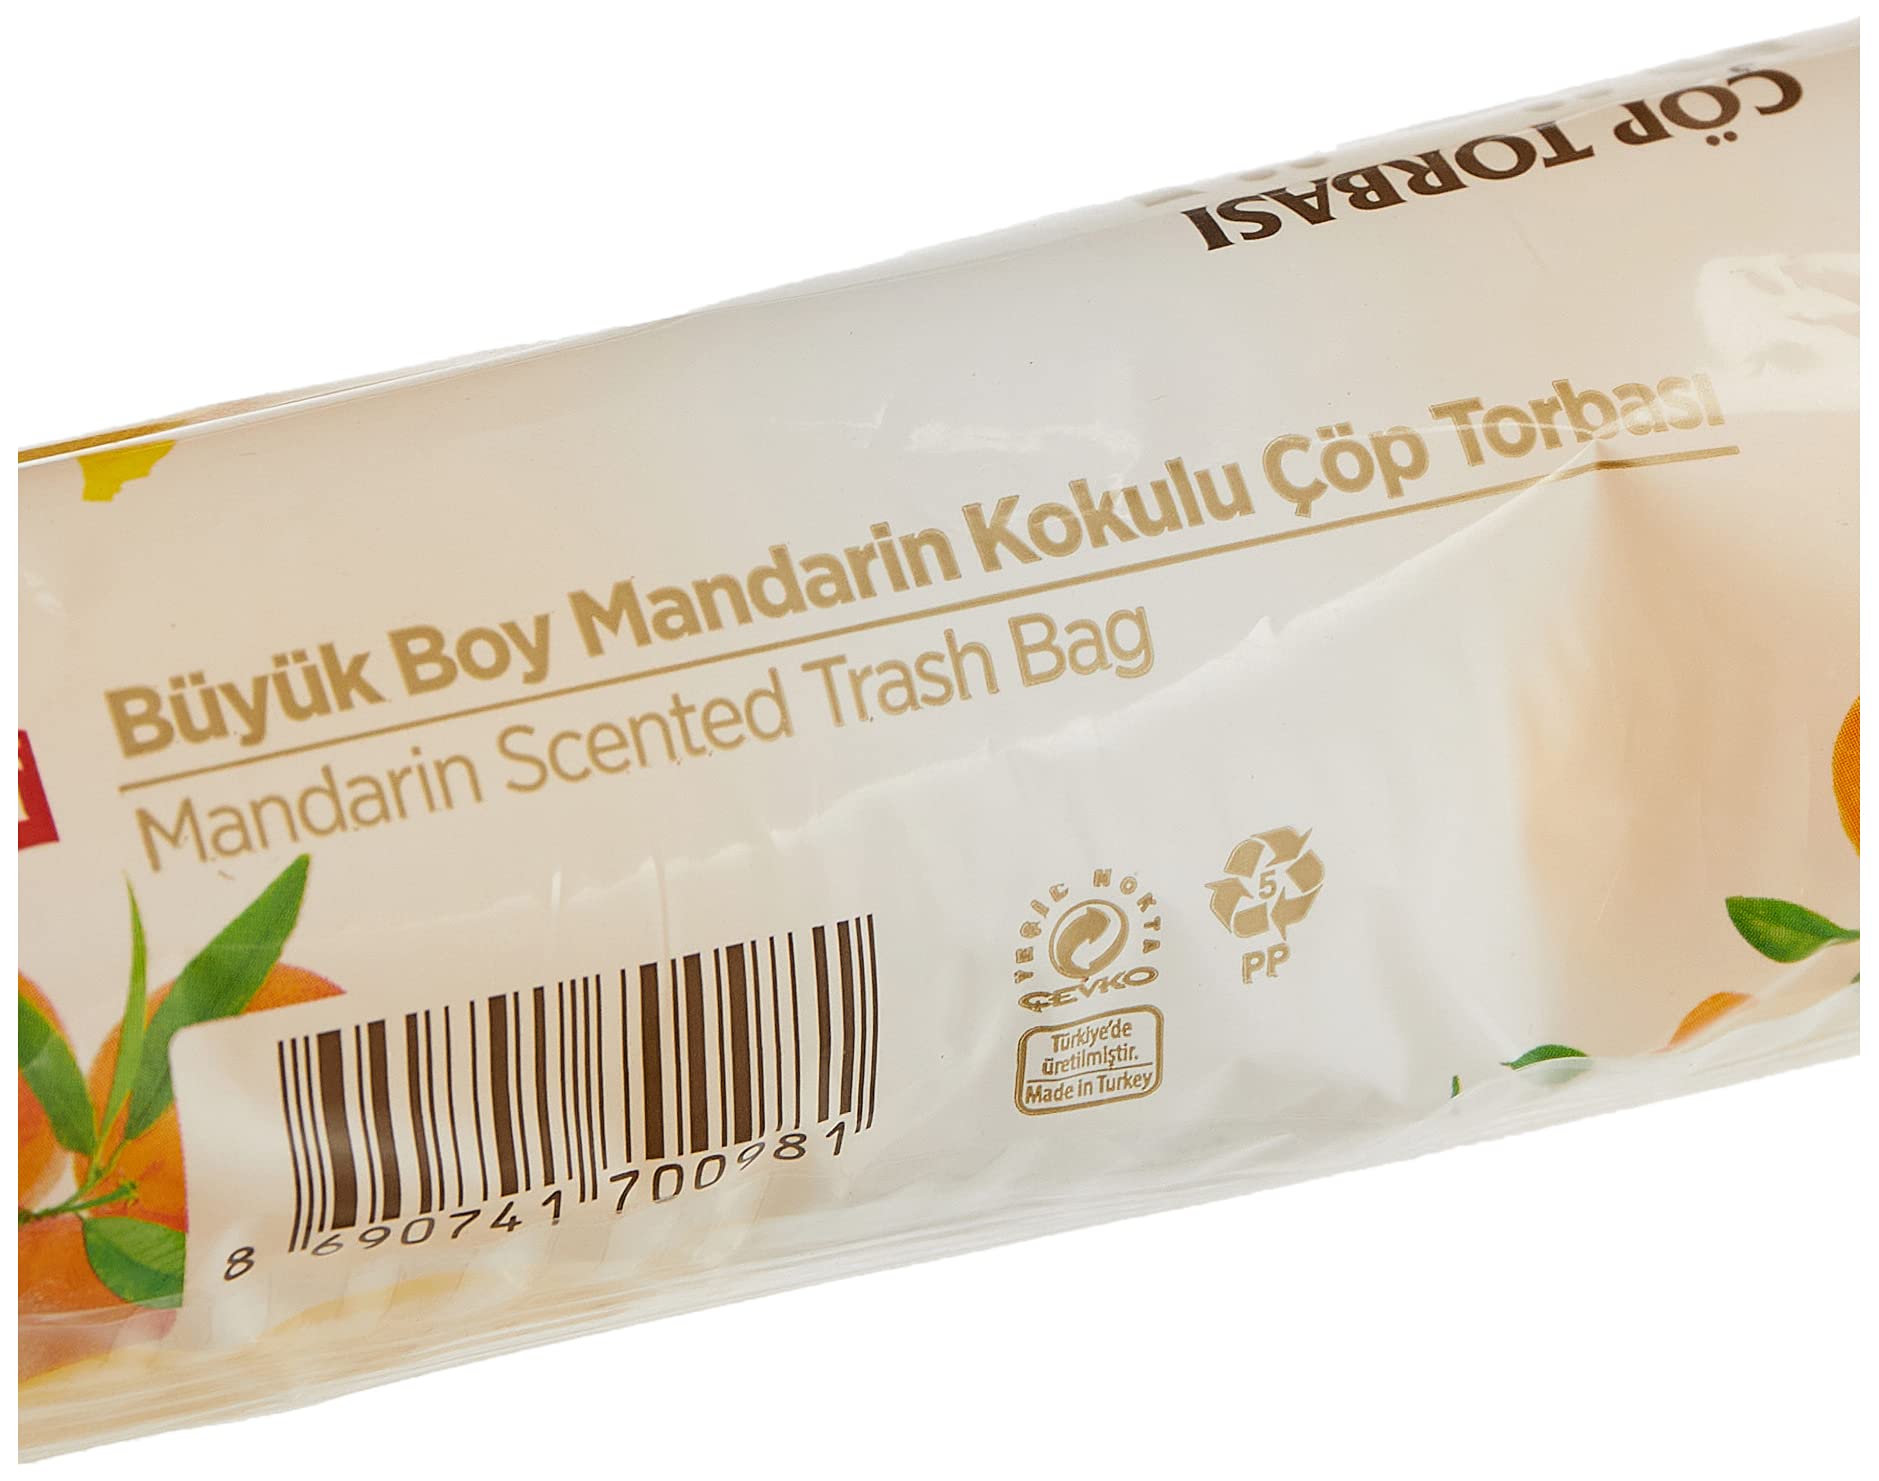 ÇÖP TORBASI
Büyük Boy Mandarin Kokulu Çöp Torbası
Mandarin Scented Trash Bag
YEŞİL NOKTA
ÇEVKO
5
PP
Türkiye'de
üretilmiştir.
Made in Turkey
8 690741 700981